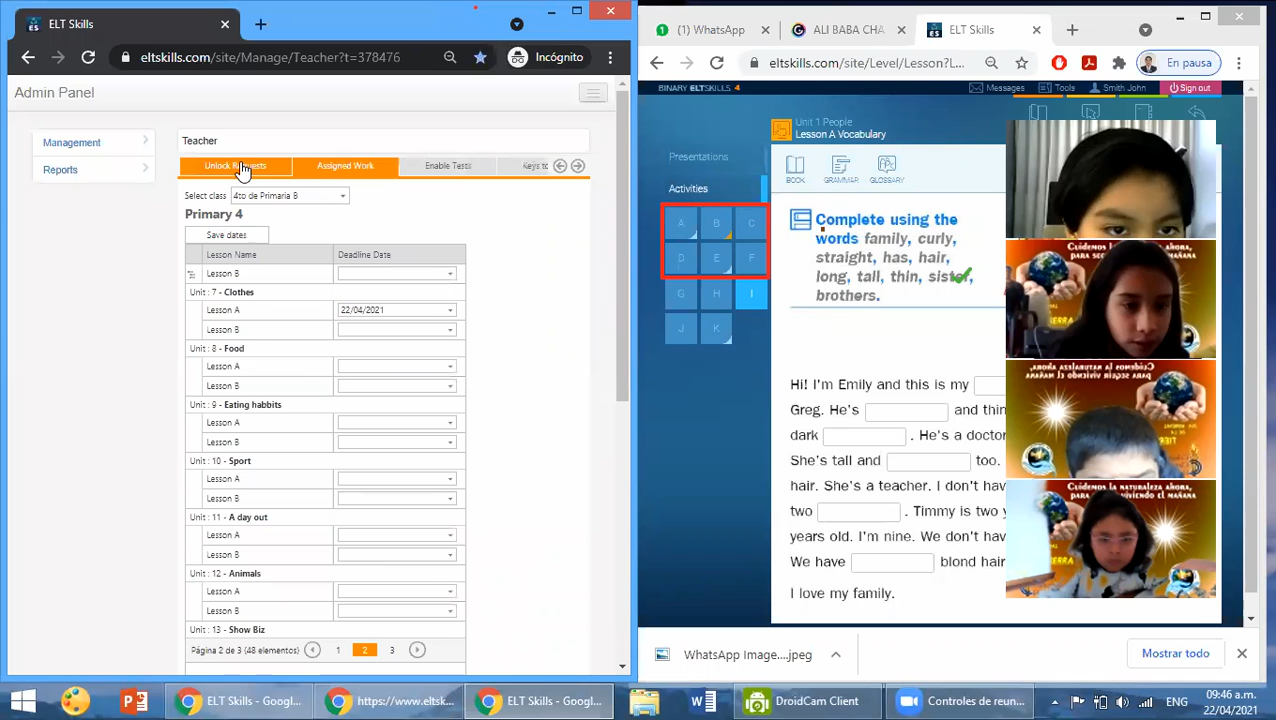 ELT Skills
eltskills.com/site/Manage/Teacher?t=378476
Incógnito
Admin Panel
Management
Reports
Teacher
Unlock Requests
Assigned Work
Enable Tests
Keys to
Select class
4to de Primaria B
Primary 4
Save dates
Lesson Name
Deadline Date
Lesson B
Unit : 7 - Clothes
Lesson A
22/04/2021
Lesson B
Unit : 8 - Food
Lesson A
Lesson B
Unit : 9 - Eating habbits
Lesson A
Lesson B
Unit : 10 - Sport
Lesson A
Lesson B
Unit : 11 - A day out
Lesson A
Lesson B
Unit : 12 - Animals
Lesson A
Lesson B
Unit : 13 - Show Biz
Página 2 de 3 (48 elementos)
1
2
3
(1) WhatsApp
ALI BABA CHA
ELT Skills
eltskills.com/site/Level/Lesson?L...
En pausa
BINARY ELTSKILLS 4
Messages
Tools
Smith John
Sign out
Unit 1 People
Lesson A Vocabulary
Presentations
Activities
A
B
C
D
E
F
G
H
I
J
K
BOOK
GRAMMAR
GLOSSARY
Complete using the
words family, curly,
straight, has, hair,
long, tall, thin, sister,
brothers.
Hi! I'm Emily and this is my
Greg. He's and thin
dark . He's a doctor
She's tall and too.
hair. She's a teacher. I don't hav
two . Timmy is two y
years old. I'm nine. We don't hav
We have blond hair
I love my family.
WhatsApp Image....jpeg
Mostrar todo
ELT Skills - Googl...
https://www.eltsk...
ELT Skills - Googl...
DroidCam Client
Controles de reun...
ENG
09:46 a.m.
22/04/2021